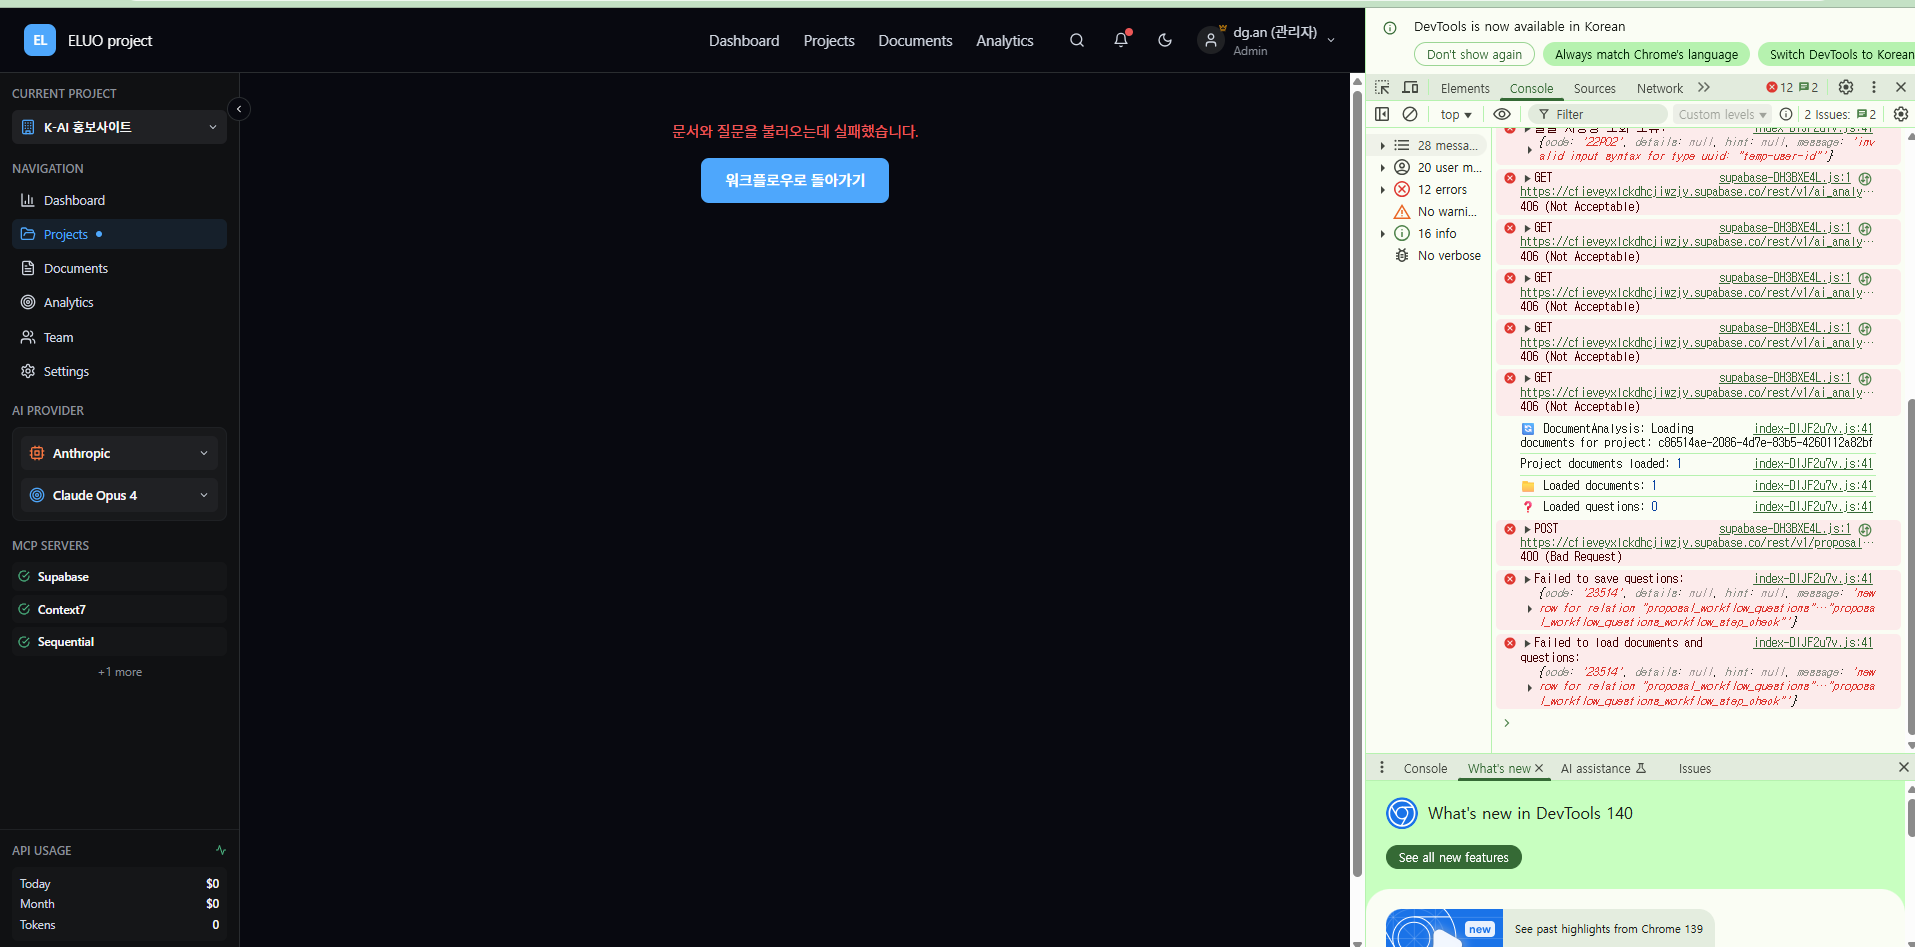 EL
ELUO project
Dashboard
Projects
Documents
Analytics
dg.an (관리자)
Admin
CURRENT PROJECT
K-AI 홍보사이트
NAVIGATION
Dashboard
Projects
Documents
Analytics
Team
Settings
AI PROVIDER
Anthropic
Claude Opus 4
MCP SERVERS
Supabase
Context7
Sequential
+1 more
API USAGE
Today $0
Month $0
Tokens 0
문서와 질문을 불러오는데 실패했습니다.
워크플로우로 돌아가기
DevTools is now available in Korean
Don't show again
Always match Chrome's language
Switch DevTools to Korean
Elements
Console
Sources
Network
12
2
top
Filter
Custom levels
2 Issues:
2
28 messa...
20 user m...
12 errors
No warni...
16 info
No verbose
index-DIJF2u7v.js:41
{code: '22P02', details: null, hint: null, message: 'inv
alid input syntax for type uuid: "temp-user-id"'}
GET supabase-DH3BXE4L.js:1
https://cfieveyxlckdhcjiwzjy.supabase.co/rest/v1/ai_analy…
406 (Not Acceptable)
GET supabase-DH3BXE4L.js:1
https://cfieveyxlckdhcjiwzjy.supabase.co/rest/v1/ai_analy…
406 (Not Acceptable)
GET supabase-DH3BXE4L.js:1
https://cfieveyxlckdhcjiwzjy.supabase.co/rest/v1/ai_analy…
406 (Not Acceptable)
GET supabase-DH3BXE4L.js:1
https://cfieveyxlckdhcjiwzjy.supabase.co/rest/v1/ai_analy…
406 (Not Acceptable)
GET supabase-DH3BXE4L.js:1
https://cfieveyxlckdhcjiwzjy.supabase.co/rest/v1/ai_analy…
406 (Not Acceptable)
DocumentAnalysis: Loading index-DIJF2u7v.js:41
documents for project: c86514ae-2086-4d7e-83b5-4260112a82bf
Project documents loaded: 1 index-DIJF2u7v.js:41
Loaded documents: 1 index-DIJF2u7v.js:41
❓ Loaded questions: 0 index-DIJF2u7v.js:41
POST supabase-DH3BXE4L.js:1
https://cfieveyxlckdhcjiwzjy.supabase.co/rest/v1/proposal…
400 (Bad Request)
Failed to save questions: index-DIJF2u7v.js:41
{code: '23514', details: null, hint: null, message: 'new
row for relation "proposal_workflow_questions"…"proposa
l_workflow_questions_workflow_step_check"'}
Failed to load documents and index-DIJF2u7v.js:41
questions:
{code: '23514', details: null, hint: null, message: 'new
row for relation "proposal_workflow_questions"…"proposa
l_workflow_questions_workflow_step_check"'}
Console
What's new
AI assistance
Issues
What's new in DevTools 140
See all new features
new
See past highlights from Chrome 139